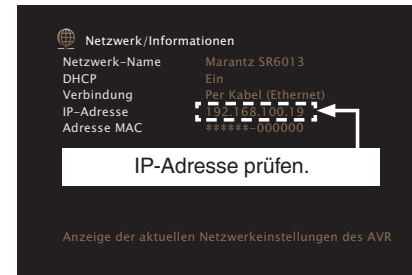 Netzwerk/Informationen
Netzwerk-Name Marantz SR6013
DHCP Ein
Verbindung Per Kabel (Ethernet)
IP-Adresse 192.168.100.19
Adresse MAC ******-000000
IP-Adresse prüfen.
Anzeige der aktuellen Netzwerkeinstellungen des AVR